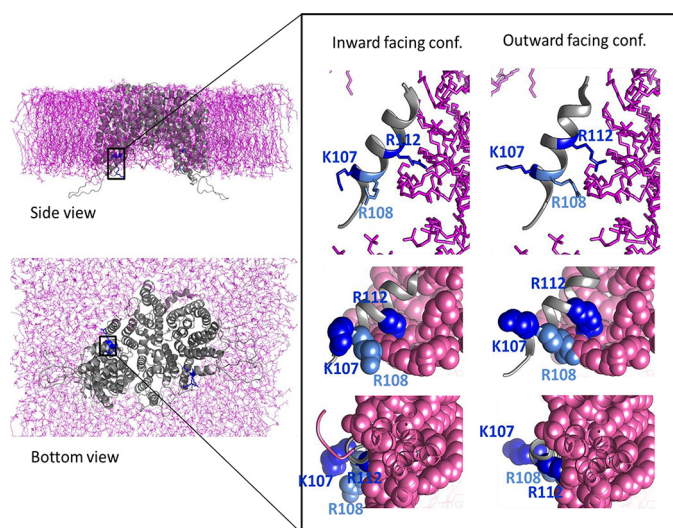 Inward facing conf.
Outward facing conf.
R112
K107
R108
R112
K107
R108
Side view
R112
K107
R108
R112
K107
R108
Bottom view
K107
R112
R108
K107
R108
R112